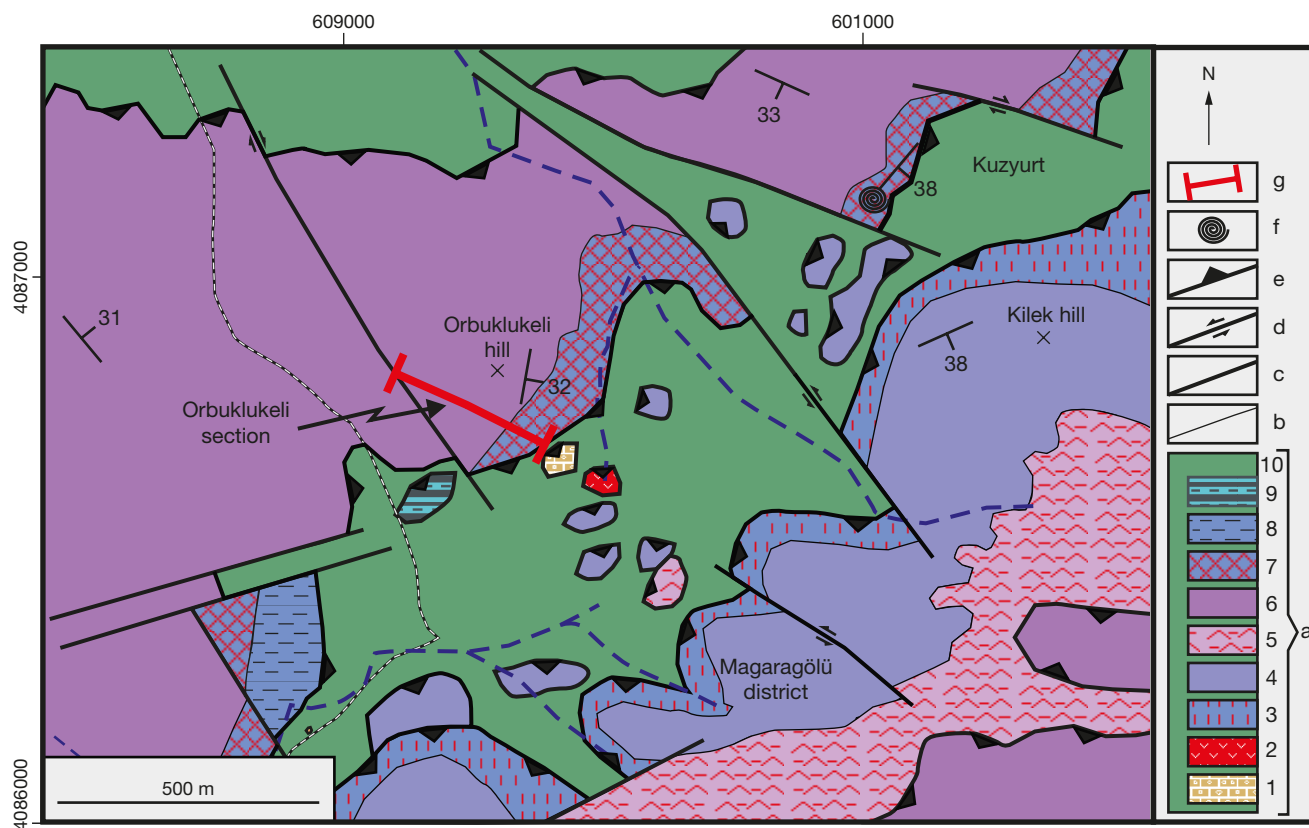 609000
601000
4087000
4086000
33
38
Kuzyurt
31
Orbuklukeli
hill
32
Kilek hill
38
Orbuklukeli
section
Magaragölü
district
500 m
N
g
f
e
d
c
b
10
9
8
7
6
5
4
3
2
1
a